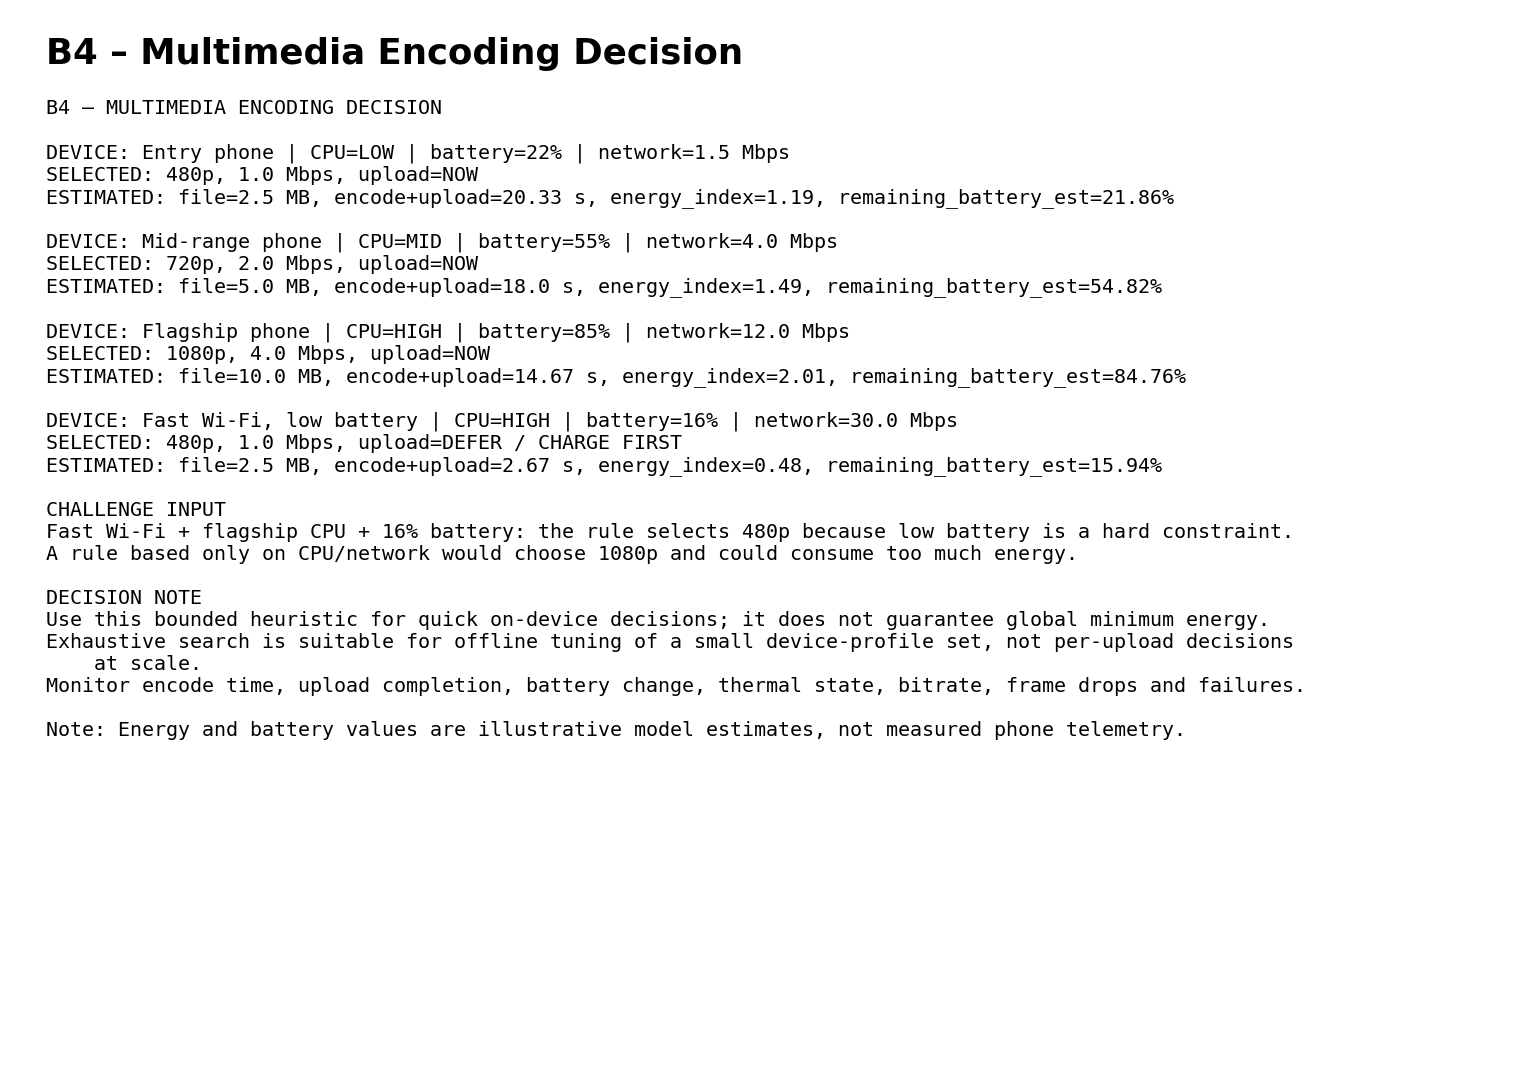 B4 – Multimedia Encoding Decision
B4 — MULTIMEDIA ENCODING DECISION
DEVICE: Entry phone | CPU=LOW | battery=22% | network=1.5 Mbps
SELECTED: 480p, 1.0 Mbps, upload=NOW
ESTIMATED: file=2.5 MB, encode+upload=20.33 s, energy_index=1.19, remaining_battery_est=21.86%
DEVICE: Mid-range phone | CPU=MID | battery=55% | network=4.0 Mbps
SELECTED: 720p, 2.0 Mbps, upload=NOW
ESTIMATED: file=5.0 MB, encode+upload=18.0 s, energy_index=1.49, remaining_battery_est=54.82%
DEVICE: Flagship phone | CPU=HIGH | battery=85% | network=12.0 Mbps
SELECTED: 1080p, 4.0 Mbps, upload=NOW
ESTIMATED: file=10.0 MB, encode+upload=14.67 s, energy_index=2.01, remaining_battery_est=84.76%
DEVICE: Fast Wi-Fi, low battery | CPU=HIGH | battery=16% | network=30.0 Mbps
SELECTED: 480p, 1.0 Mbps, upload=DEFER / CHARGE FIRST
ESTIMATED: file=2.5 MB, encode+upload=2.67 s, energy_index=0.48, remaining_battery_est=15.94%
CHALLENGE INPUT
Fast Wi-Fi + flagship CPU + 16% battery: the rule selects 480p because low battery is a hard constraint.
A rule based only on CPU/network would choose 1080p and could consume too much energy.
DECISION NOTE
Use this bounded heuristic for quick on-device decisions; it does not guarantee global minimum energy.
Exhaustive search is suitable for offline tuning of a small device-profile set, not per-upload decisions
at scale.
Monitor encode time, upload completion, battery change, thermal state, bitrate, frame drops and failures.
Note: Energy and battery values are illustrative model estimates, not measured phone telemetry.